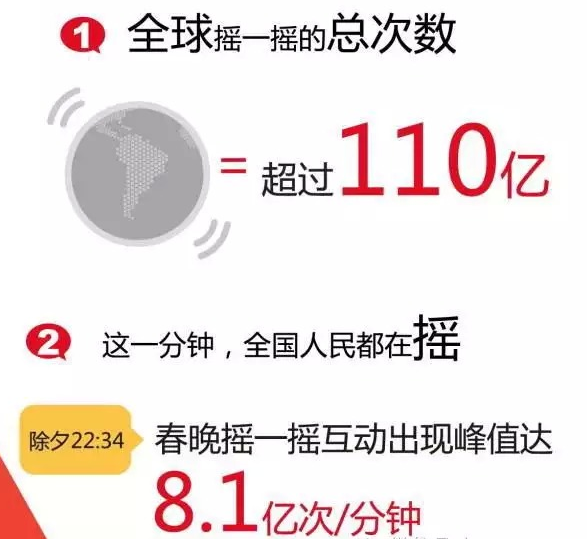 1 全球摇一摇的总次数
= 超过110亿
2 这一分钟，全国人民都在摇
除夕22:34
春晚摇一摇互动出现峰值达
8.1亿次/分钟